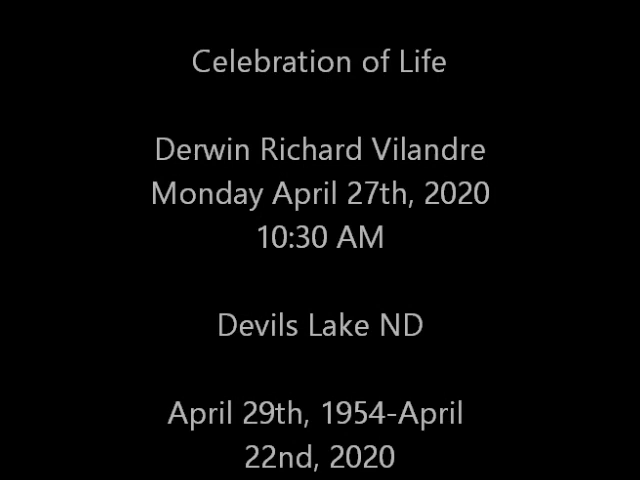 Celebration of Life
Derwin Richard Vilandre
Monday April 27th, 2020
10:30 AM
Devils Lake ND
April 29th, 1954-April
22nd, 2020